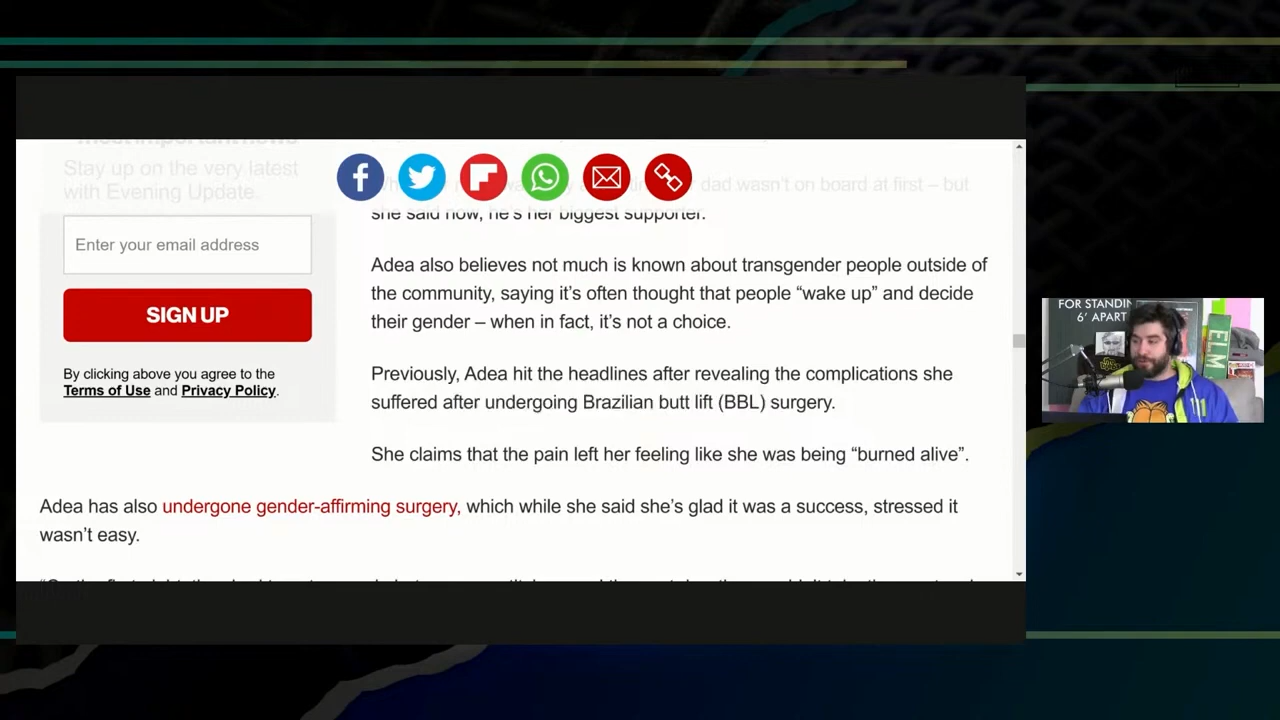 most important news
Stay up on the very latest
with Evening Update.
Enter your email address
SIGN UP
By clicking above you agree to the
Terms of Use and Privacy Policy.
dad wasn't on board at first – but
she said now, he's her biggest supporter.
Adea also believes not much is known about transgender people outside of
the community, saying it's often thought that people “wake up” and decide
their gender – when in fact, it's not a choice.
Previously, Adea hit the headlines after revealing the complications she
suffered after undergoing Brazilian butt lift (BBL) surgery.
She claims that the pain left her feeling like she was being “burned alive”.
Adea has also undergone gender-affirming surgery, which while she said she's glad it was a success, stressed it
wasn't easy.
FOR STANDIN
6' APART
ELM